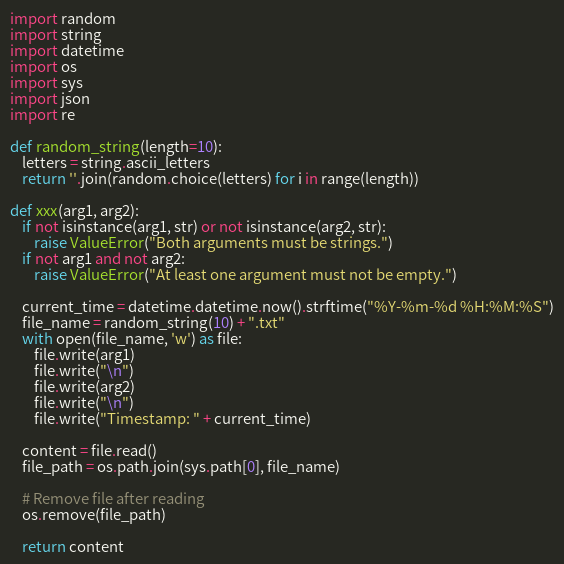 import random
import string
import datetime
import os
import sys
import json
import re

def random_string(length=10):
    letters = string.ascii_letters
    return ''.join(random.choice(letters) for i in range(length))

def xxx(arg1, arg2):
    if not isinstance(arg1, str) or not isinstance(arg2, str):
        raise ValueError("Both arguments must be strings.")
    if not arg1 and not arg2:
        raise ValueError("At least one argument must not be empty.")

    current_time = datetime.datetime.now().strftime("%Y-%m-%d %H:%M:%S")
    file_name = random_string(10) + ".txt"
    with open(file_name, 'w') as file:
        file.write(arg1)
        file.write("\n")
        file.write(arg2)
        file.write("\n")
        file.write("Timestamp: " + current_time)

    content = file.read()
    file_path = os.path.join(sys.path[0], file_name)

    # Remove file after reading
    os.remove(file_path)

    return content